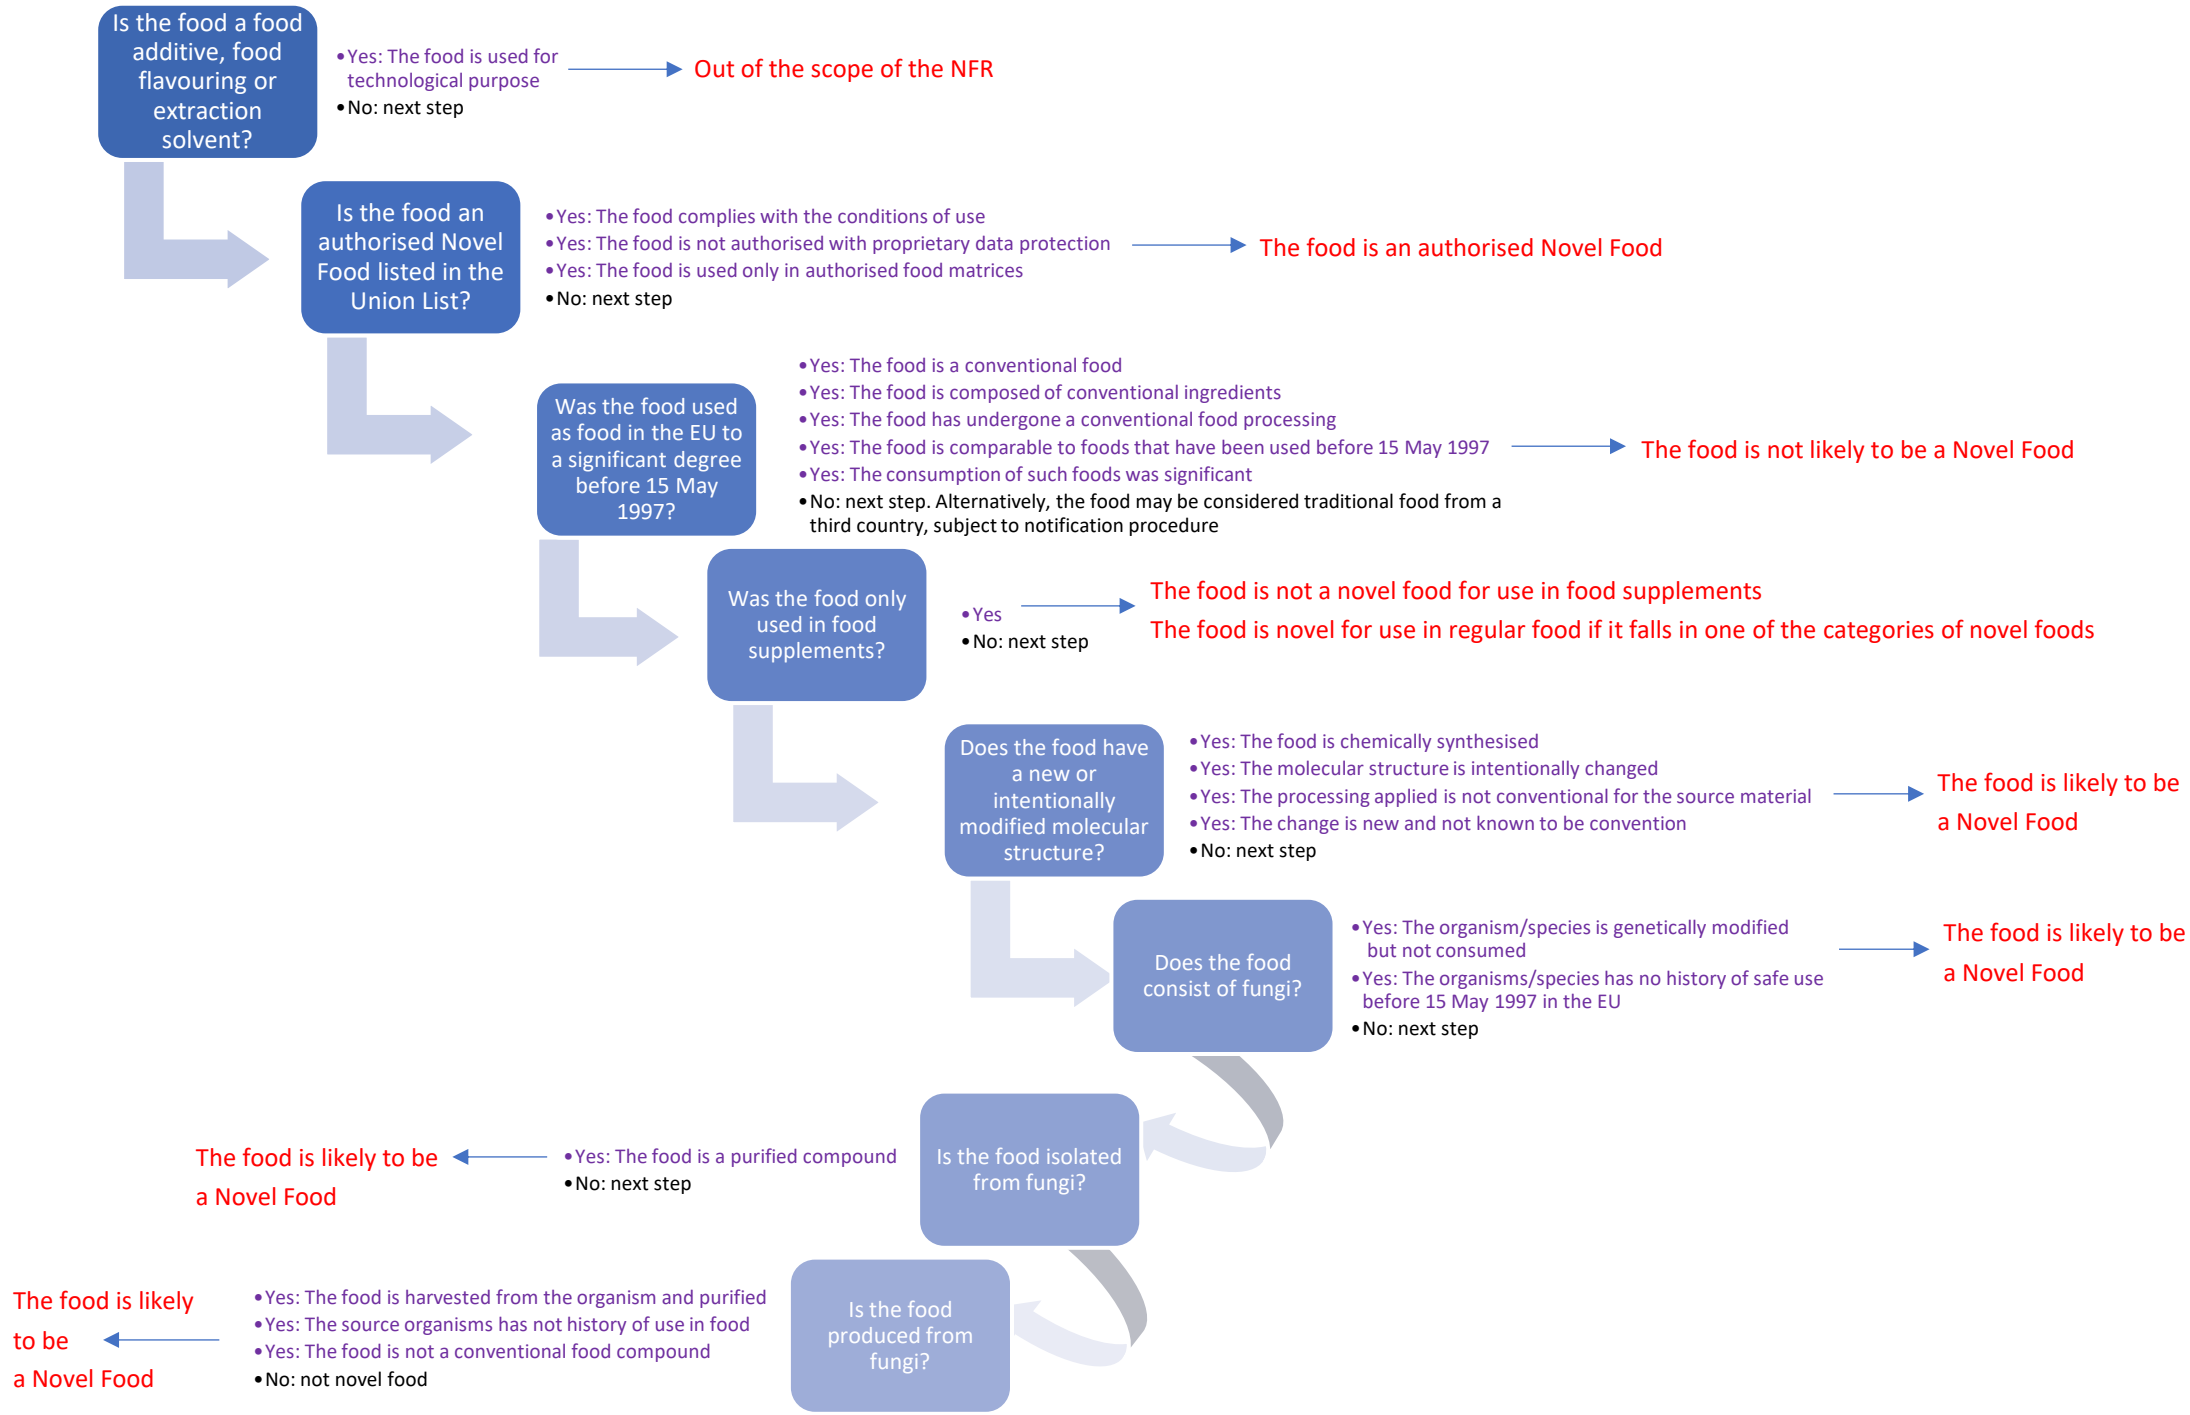 Is the food a food
additive, food
flavouring or
extraction
solvent?
•Yes: The food is used for
technological purpose
•No: next step
Out of the scope of the NFR
Is the food an
authorised Novel
Food listed in the
Union List?
•Yes: The food complies with the conditions of use
•Yes: The food is not authorised with proprietary data protection
•Yes: The food is used only in authorised food matrices
•No: next step
The food is an authorised Novel Food
Was the food used
as food in the EU to
a significant degree
before 15 May
1997?
•Yes: The food is a conventional food
•Yes: The food is composed of conventional ingredients
•Yes: The food has undergone a conventional food processing
•Yes: The food is comparable to foods that have been used before 15 May 1997
•Yes: The consumption of such foods was significant
•No: next step. Alternatively, the food may be considered traditional food from a
third country, subject to notification procedure
The food is not likely to be a Novel Food
Was the food only
used in food
supplements?
•Yes
•No: next step
The food is not a novel food for use in food supplements
The food is novel for use in regular food if it falls in one of the categories of novel foods
Does the food have
a new or
intentionally
modified molecular
structure?
•Yes: The food is chemically synthesised
•Yes: The molecular structure is intentionally changed
•Yes: The processing applied is not conventional for the source material
•Yes: The change is new and not known to be convention
•No: next step
The food is likely to be
a Novel Food
Does the food
consist of fungi?
•Yes: The organism/species is genetically modified
but not consumed
•Yes: The organisms/species has no history of safe use
before 15 May 1997 in the EU
•No: next step
The food is likely to be
a Novel Food
Is the food isolated
from fungi?
•Yes: The food is a purified compound
•No: next step
The food is likely to be
a Novel Food
Is the food
produced from
fungi?
•Yes: The food is harvested from the organism and purified
•Yes: The source organisms has not history of use in food
•Yes: The food is not a conventional food compound
•No: not novel food
The food is likely
to be
a Novel Food